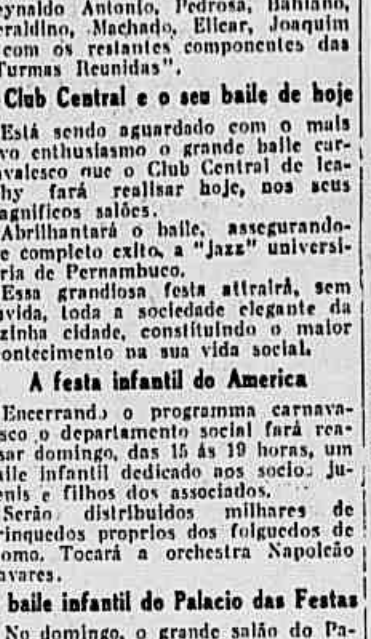 eynaldo Antonio, Pedrosa, Bahiano,
eraldino, Machado, Elicar, Joaquim
com os restantes componentes das
Turmas Reunidas".
Club Central e o seu baile de hoje
Está sendo aguardado com o mais
vo enthusiasmo o grande baile car-
avalesco que o Club Central de Ica-
hy fará realisar hoje, nos seus
agnificos salões.
Abrilhantará o baile, assegurando-
e completo exito, a "jazz" universi-
ria de Pernambuco.
Essa grandiosa festa attrairá, sem
uvida, toda a sociedade elegante da
zinha cidade, constituindo o maior
contecimento na sua vida social.
A festa infantil do America
Encerrando o programma carnava-
sco o departamento social fará rea-
sar domingo, das 15 ás 19 horas, um
aile infantil dedicado aos socios ju-
enis e filhos dos associados.
Serão distribuidos milhares de
rinquedos proprios dos folguedos de
omo. Tocará a orchestra Napoleão
avares.
baile infantil do Palacio das Festas
No domingo, o grande salão do Pa-